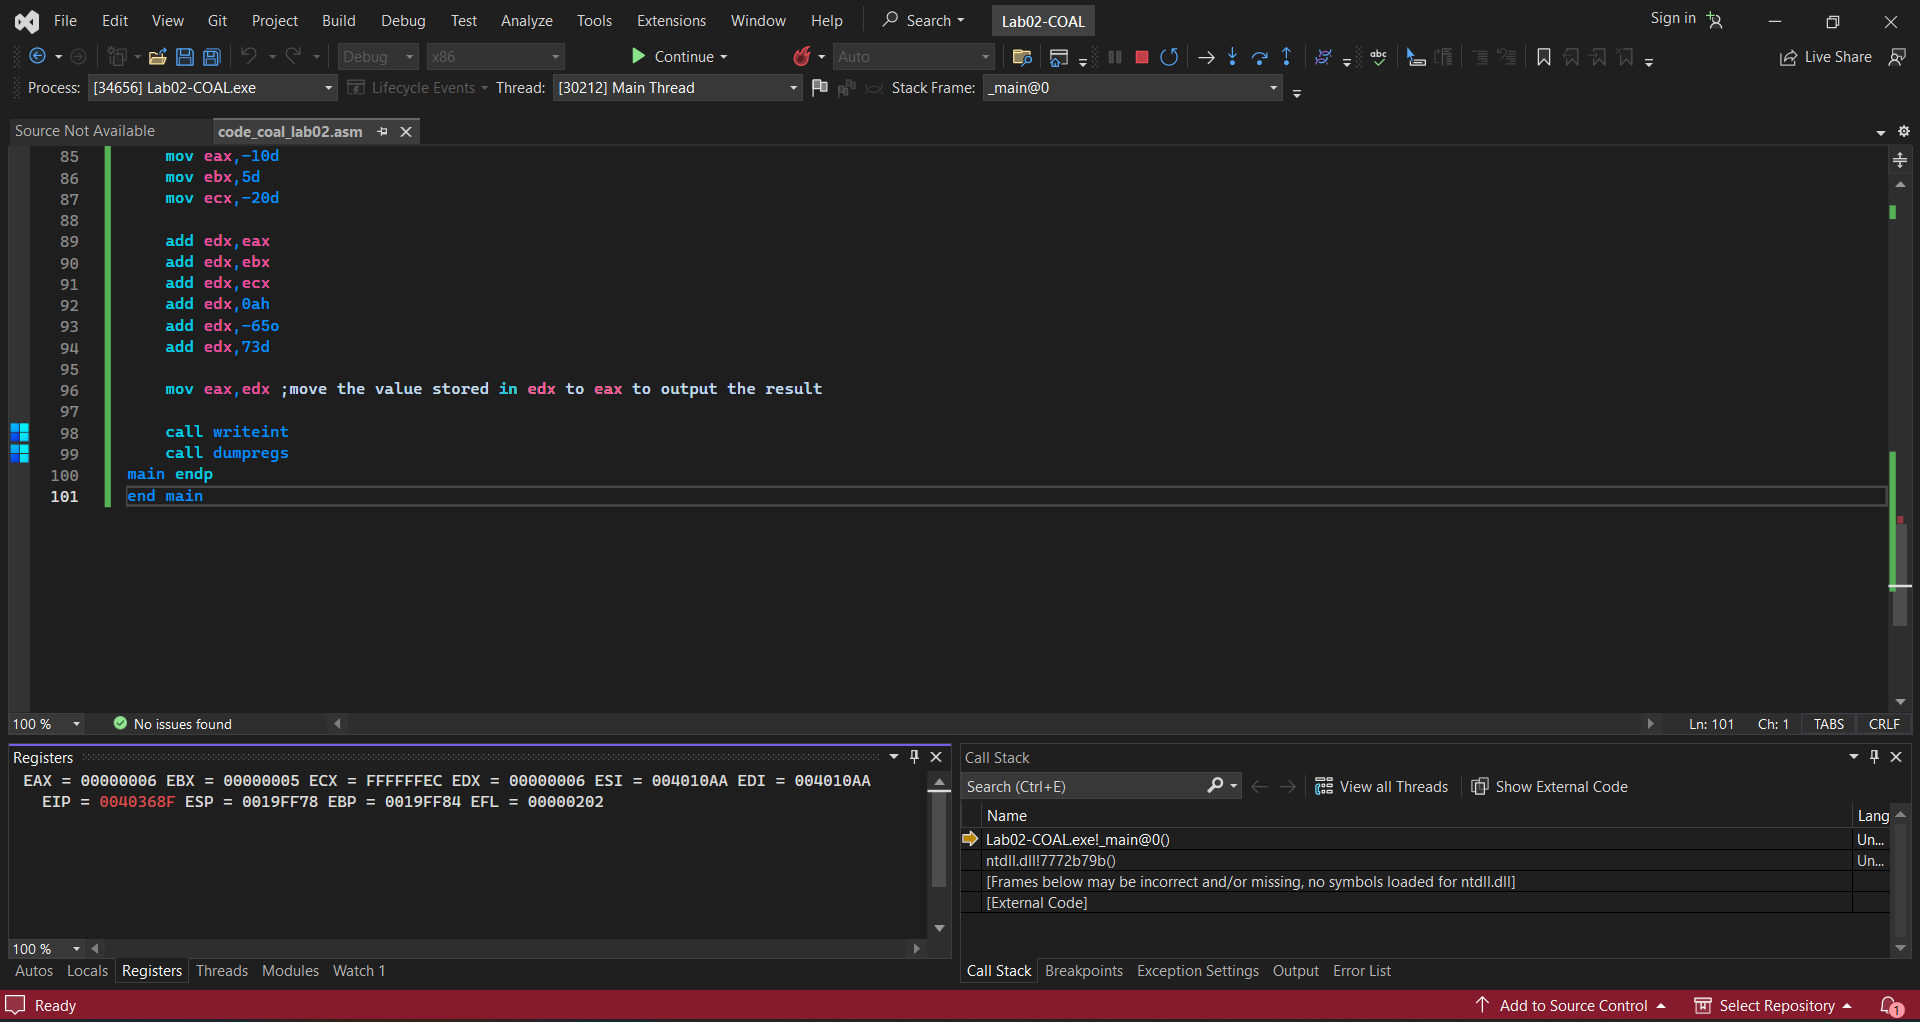 File Edit View Git Project Build Debug Test Analyze Tools Extensions Window Help Search Lab02-COAL Sign in
Debug x86 Continue Auto abc Live Share
Process: [34656] Lab02-COAL.exe Lifecycle Events Thread: [30212] Main Thread Stack Frame: _main@0
Source Not Available code_coal_lab02.asm
85 mov eax,-10d
86 mov ebx,5d
87 mov ecx,-20d
88
89 add edx,eax
90 add edx,ebx
91 add edx,ecx
92 add edx,0ah
93 add edx,-65o
94 add edx,73d
95
96 mov eax,edx ;move the value stored in edx to eax to output the result
97
98 call writeint
99 call dumpregs
100 main endp
101 end main
100 % No issues found Ln: 101 Ch: 1 TABS CRLF
Registers
EAX = 00000006 EBX = 00000005 ECX = FFFFFFEC EDX = 00000006 ESI = 004010AA EDI = 004010AA
EIP = 0040368F ESP = 0019FF78 EBP = 0019FF84 EFL = 00000202
100 %
Autos Locals Registers Threads Modules Watch 1
Call Stack
Search (Ctrl+E) View all Threads Show External Code
Name Lang
Lab02-COAL.exe!_main@0() Un...
ntdll.dll!7772b79b() Un...
[Frames below may be incorrect and/or missing, no symbols loaded for ntdll.dll]
[External Code]
Call Stack Breakpoints Exception Settings Output Error List
Ready Add to Source Control Select Repository 1